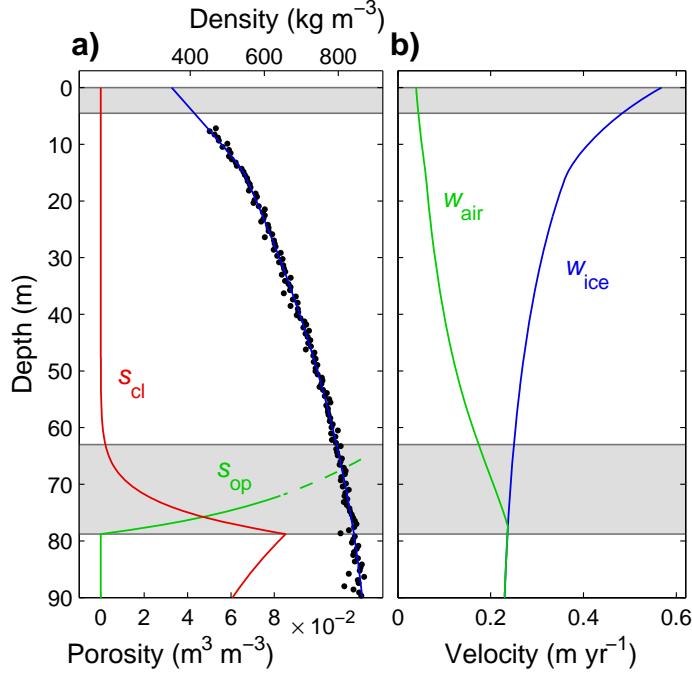 Density (kg m⁻³)
a) b)
400 600 800
0
10
20
30
40
50
60
70
80
90
Depth (m)
s_cl
s_op
w_air
w_ice
0 2 4 6 8 × 10⁻²
0 0.2 0.4 0.6
Porosity (m³ m⁻³)
Velocity (m yr⁻¹)